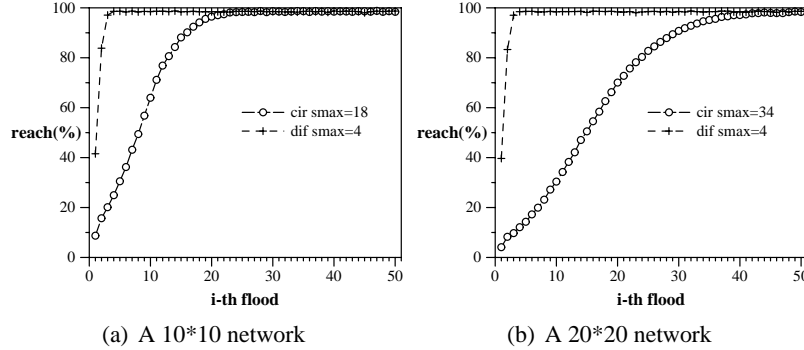 100
80
60
reach(%)
40
20
0
0 10 20 30 40 50
i-th flood
cir smax=18
dif smax=4
(a) A 10*10 network
100
80
60
reach(%)
40
20
0
0 10 20 30 40 50
i-th flood
cir smax=34
dif smax=4
(b) A 20*20 network